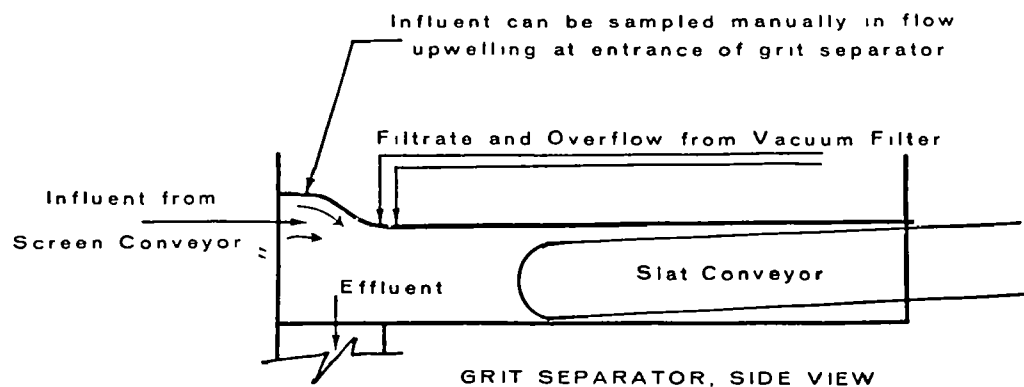 Influent can be sampled manually in flow
upwelling at entrance of grit separator
Filtrate and Overflow from Vacuum Filter
Influent from
Screen Conveyor
Slat Conveyor
Effluent
GRIT SEPARATOR, SIDE VIEW